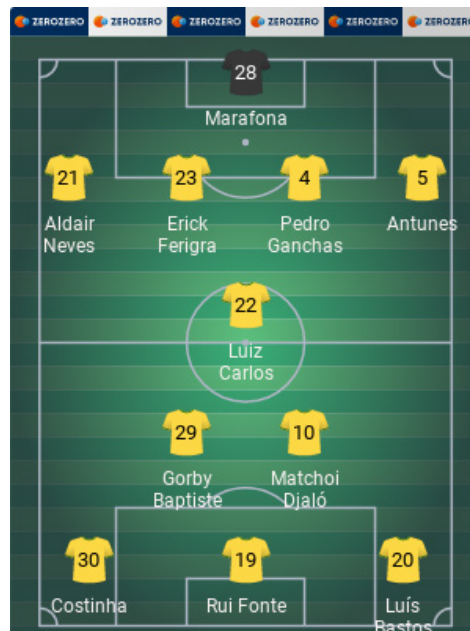 ZEROZERO ZEROZERO ZEROZERO ZEROZERO ZEROZERO ZEROZERO
28
Marafona
21 23 4 5
Aldair Erick Pedro Antunes
Neves Ferigra Ganchas
22
Luiz
Carlos
29 10
Gorby Matchoi
Baptiste Djaló
30 19 20
Costinha Rui Fonte Luís
Bastos